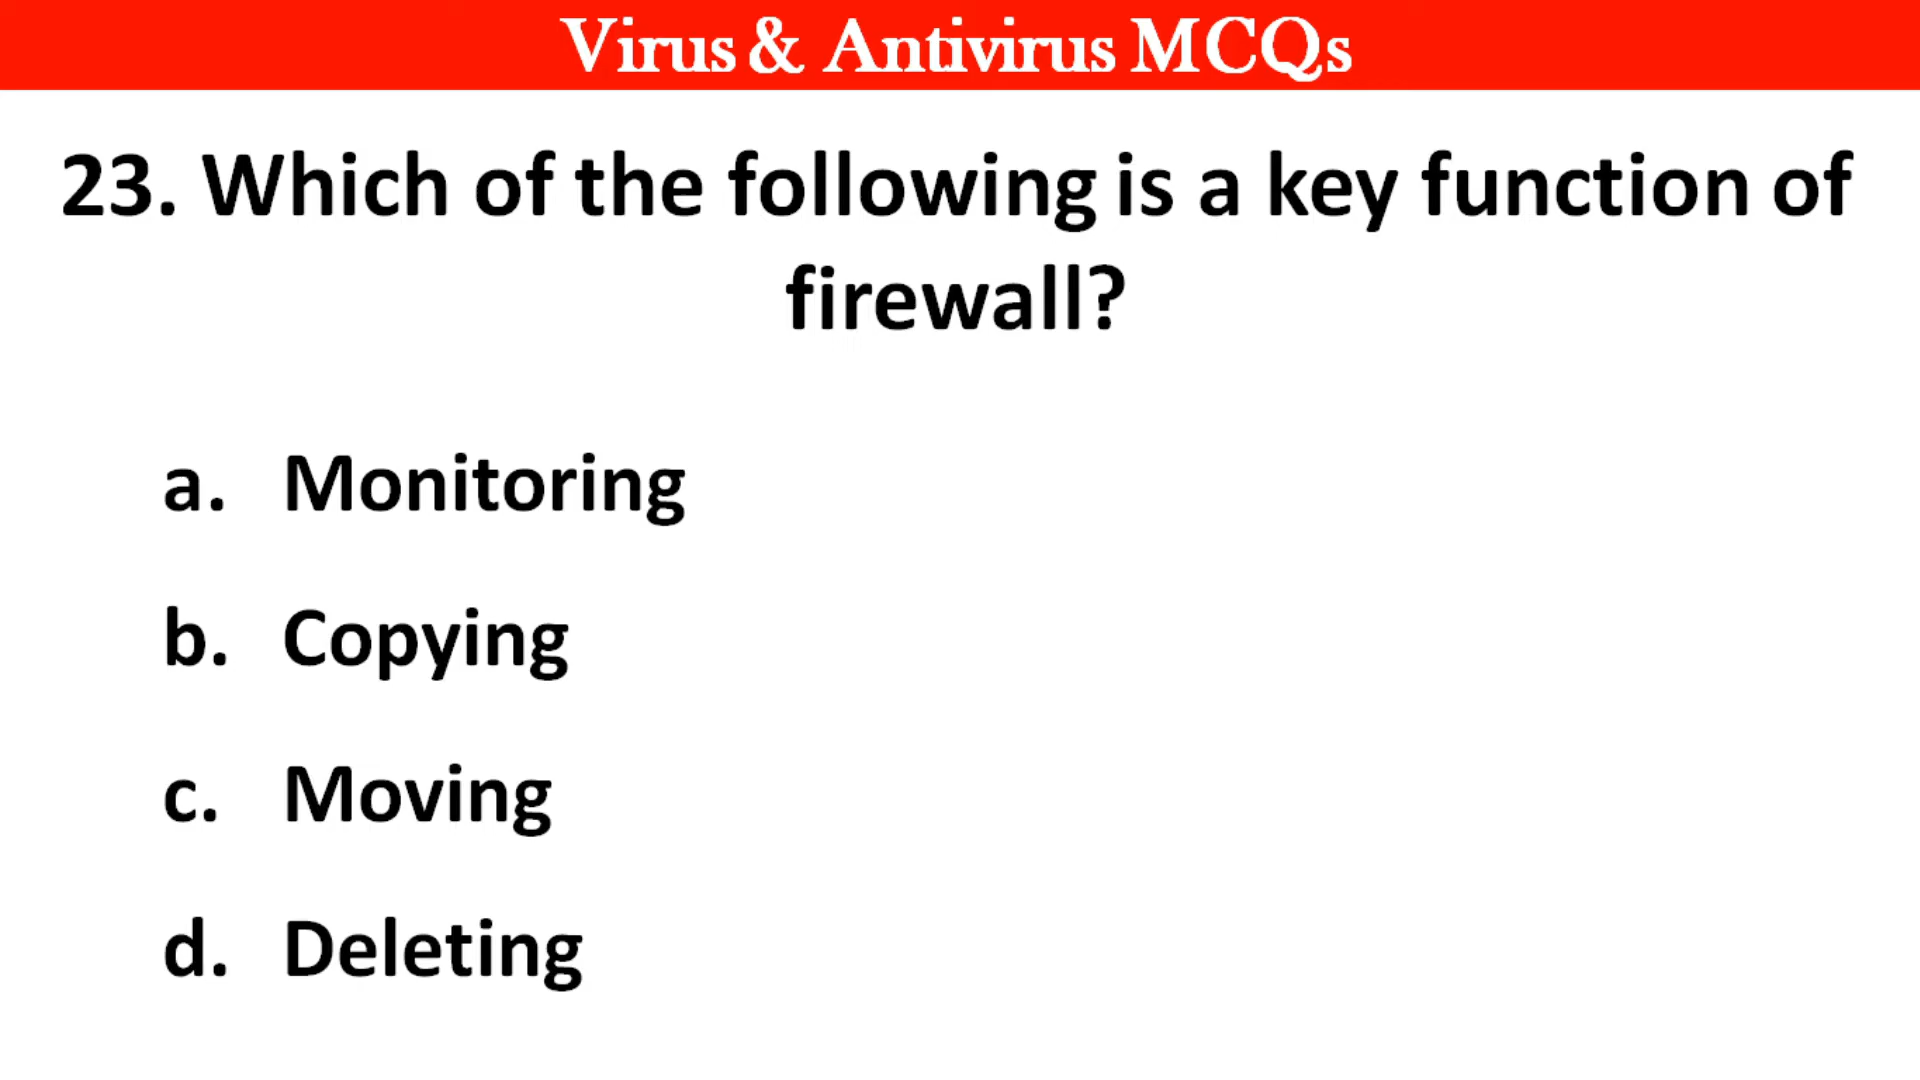 Virus & Antivirus MCQs
23. Which of the following is a key function of
firewall?
a. Monitoring
b. Copying
c. Moving
d. Deleting